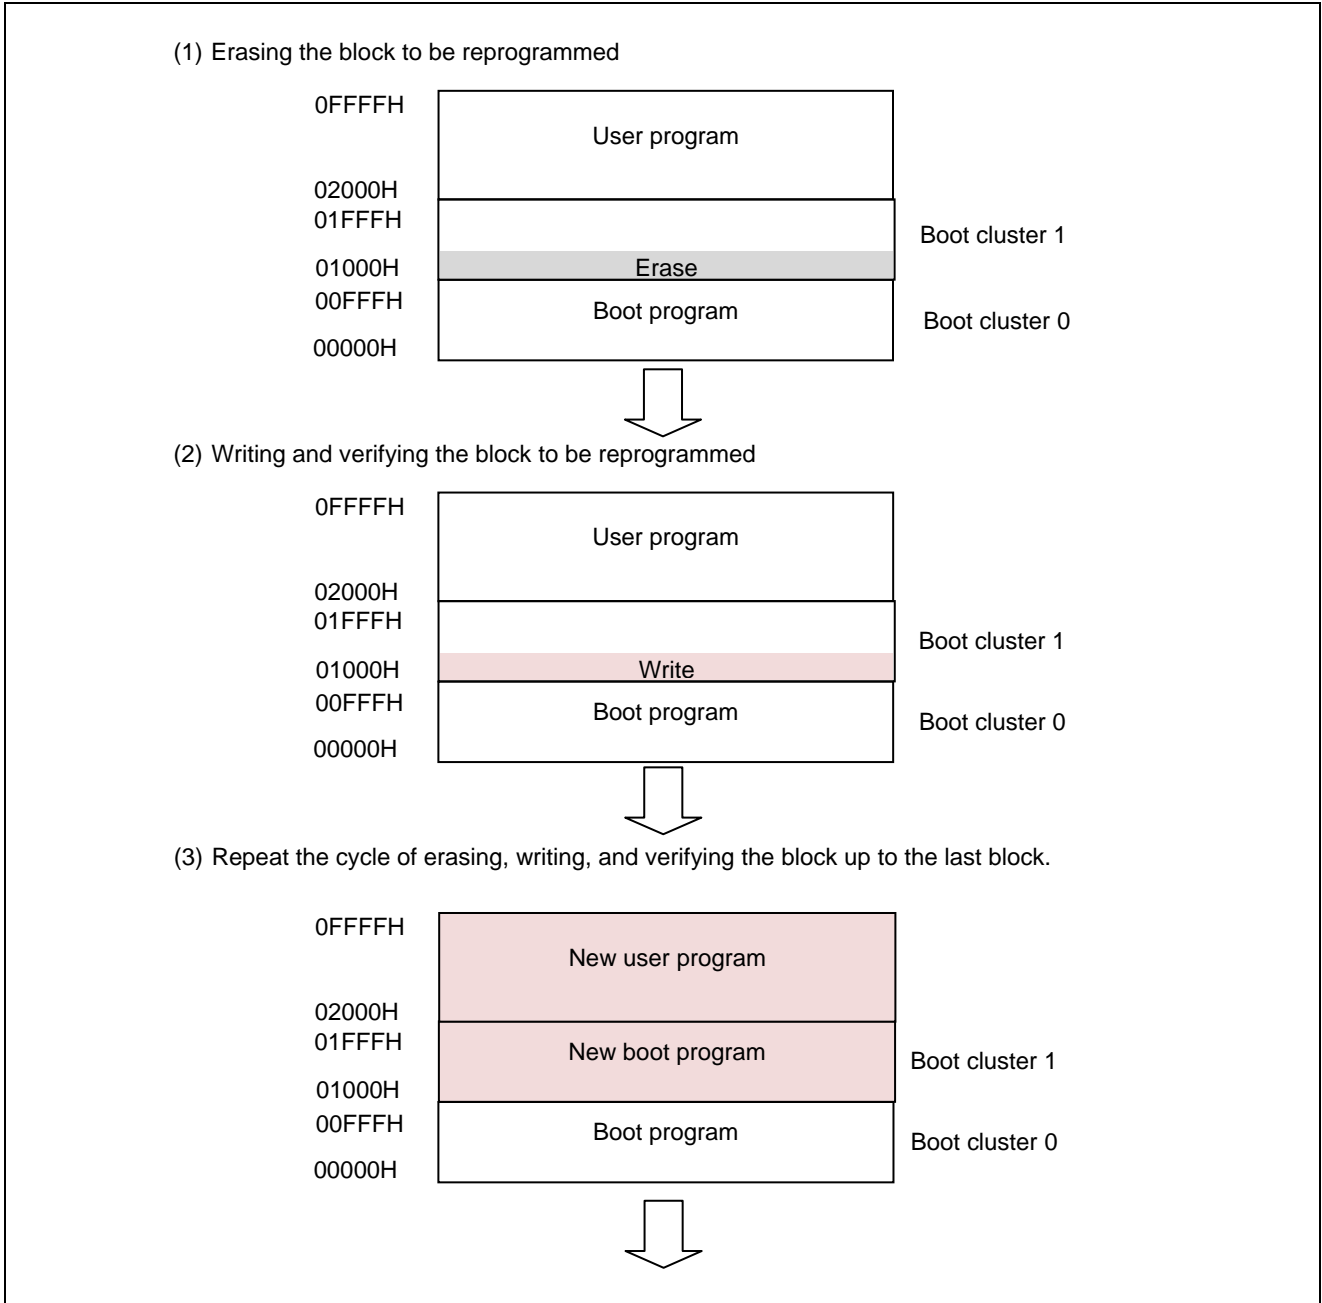 (1) Erasing the block to be reprogrammed
0FFFFH
User program
02000H
01FFFH
Boot cluster 1
01000H
Erase
00FFFH
Boot program
Boot cluster 0
00000H
(2) Writing and verifying the block to be reprogrammed
0FFFFH
User program
02000H
01FFFH
Boot cluster 1
01000H
Write
00FFFH
Boot program
Boot cluster 0
00000H
(3) Repeat the cycle of erasing, writing, and verifying the block up to the last block.
0FFFFH
New user program
02000H
01FFFH
New boot program
Boot cluster 1
01000H
00FFFH
Boot program
Boot cluster 0
00000H